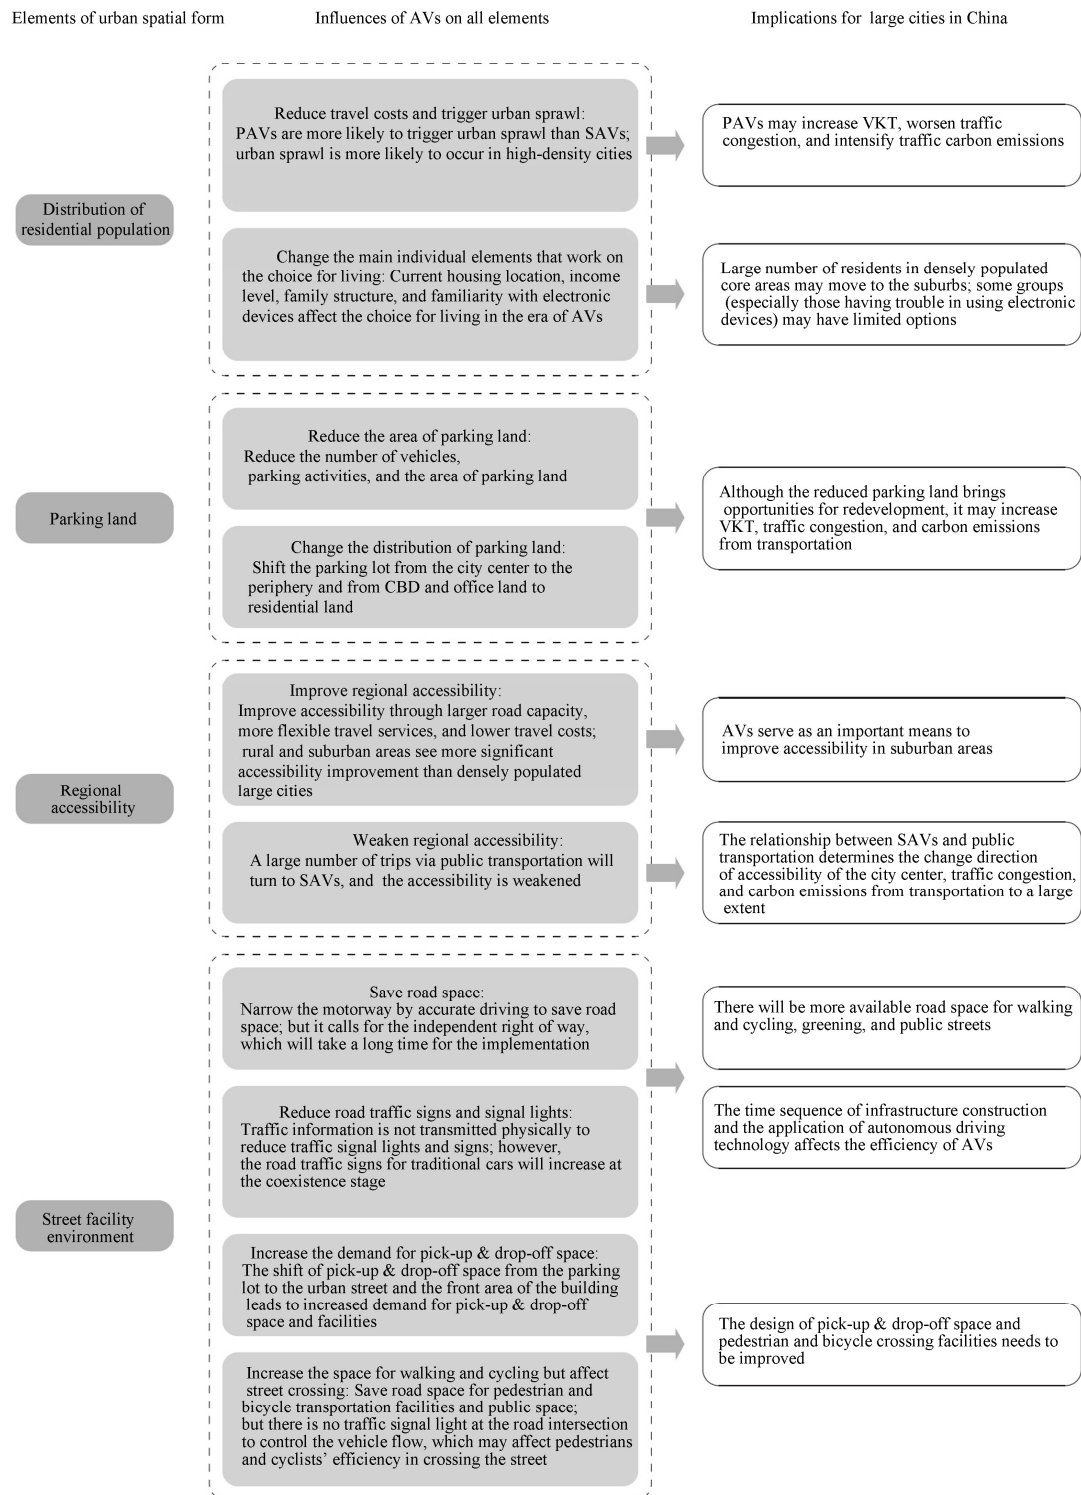 Elements of urban spatial form
Influences of AVs on all elements
Implications for large cities in China
Distribution of
residential population
Reduce travel costs and trigger urban sprawl:
PAVs are more likely to trigger urban sprawl than SAVs;
urban sprawl is more likely to occur in high-density cities
PAVs may increase VKT, worsen traffic
congestion, and intensify traffic carbon emissions
Change the main individual elements that work on
the choice for living: Current housing location, income
level, family structure, and familiarity with electronic
devices affect the choice for living in the era of AVs
Large number of residents in densely populated
core areas may move to the suburbs; some groups
(especially those having trouble in using electronic
devices) may have limited options
Parking land
Reduce the area of parking land:
Reduce the number of vehicles,
parking activities, and the area of parking land
Change the distribution of parking land:
Shift the parking lot from the city center to the
periphery and from CBD and office land to
residential land
Although the reduced parking land brings
opportunities for redevelopment, it may increase
VKT, traffic congestion, and carbon emissions
from transportation
Regional
accessibility
Improve regional accessibility:
Improve accessibility through larger road capacity,
more flexible travel services, and lower travel costs;
rural and suburban areas see more significant
accessibility improvement than densely populated
large cities
AVs serve as an important means to
improve accessibility in suburban areas
Weaken regional accessibility:
A large number of trips via public transportation will
turn to SAVs, and the accessibility is weakened
The relationship between SAVs and public
transportation determines the change direction
of accessibility of the city center, traffic congestion,
and carbon emissions from transportation to a large
extent
Street facility
environment
Save road space:
Narrow the motorway by accurate driving to save road
space; but it calls for the independent right of way,
which will take a long time for the implementation
Reduce road traffic signs and signal lights:
Traffic information is not transmitted physically to
reduce traffic signal lights and signs; however,
the road traffic signs for traditional cars will increase at
the coexistence stage
There will be more available road space for walking
and cycling, greening, and public streets
The time sequence of infrastructure construction
and the application of autonomous driving
technology affects the efficiency of AVs
Increase the demand for pick-up & drop-off space:
The shift of pick-up & drop-off space from the parking
lot to the urban street and the front area of the building
leads to increased demand for pick-up & drop-off
space and facilities
Increase the space for walking and cycling but affect
street crossing: Save road space for pedestrian and
bicycle transportation facilities and public space;
but there is no traffic signal light at the road intersection
to control the vehicle flow, which may affect pedestrians
and cyclists' efficiency in crossing the street
The design of pick-up & drop-off space and
pedestrian and bicycle crossing facilities needs to
be improved